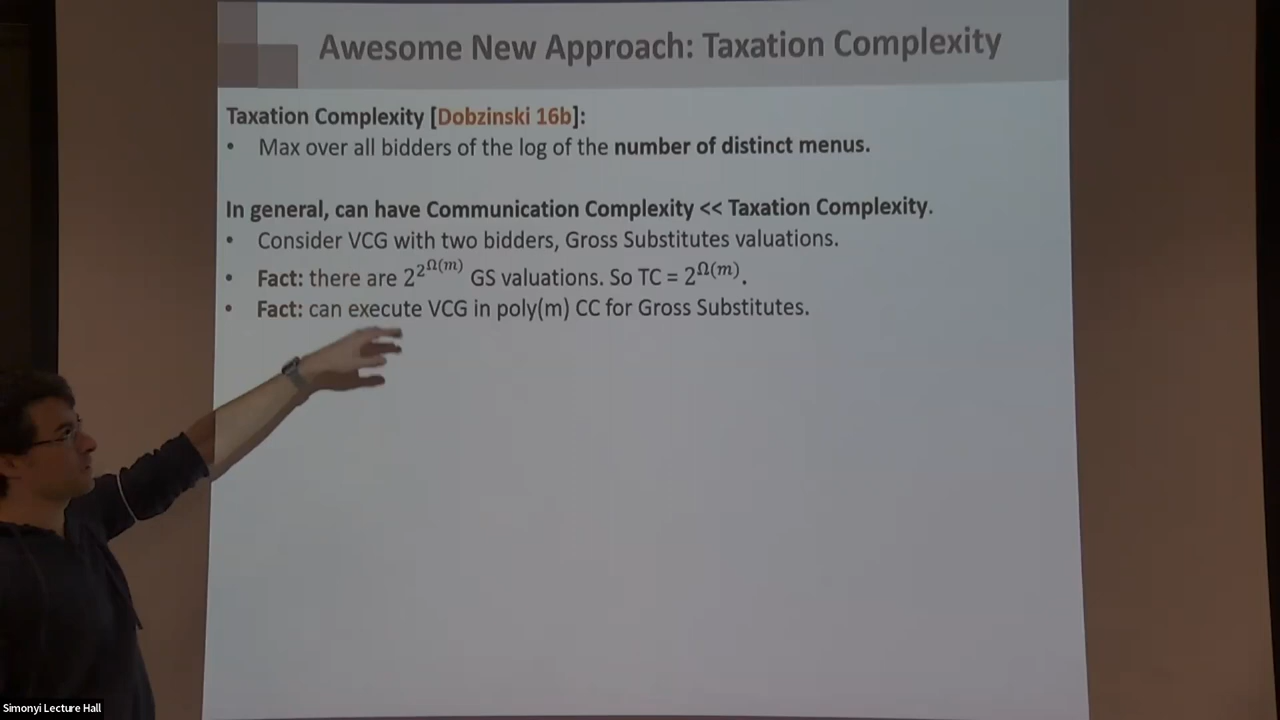 Awesome New Approach: Taxation Complexity
Taxation Complexity [Dobzinski 16b]:
• Max over all bidders of the log of the number of distinct menus.
In general, can have Communication Complexity << Taxation Complexity.
• Consider VCG with two bidders, Gross Substitutes valuations.
• Fact: there are 2^{2^{Ω(m)}} GS valuations. So TC = 2^{Ω(m)}.
• Fact: can execute VCG in poly(m) CC for Gross Substitutes.
Simonyi Lecture Hall